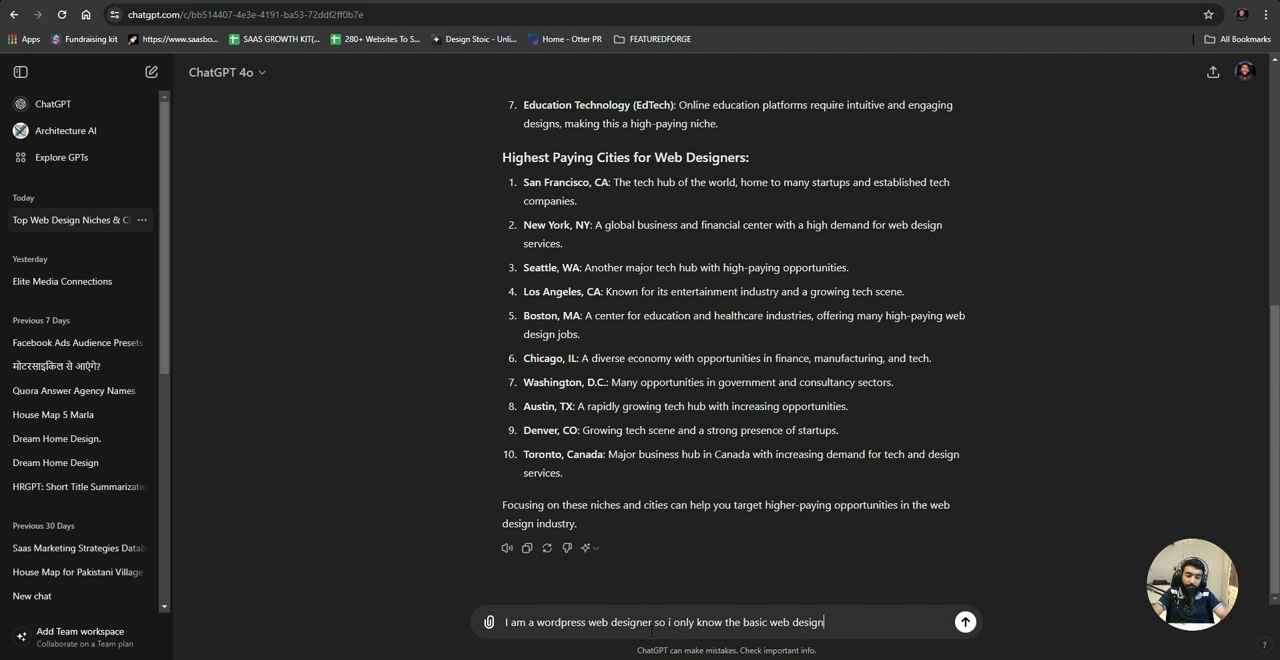 chatgpt.com/c/bb514407-4e3e-4191-ba53-72ddf2ff0b7e
Apps
Fundraising kit
https://www.saasbo...
SAAS GROWTH KIT(...
280+ Websites To S...
Design Stoic - Unli...
Home - Otter PR
FEATUREDFORGE
All Bookmarks
ChatGPT 4o
ChatGPT
Architecture AI
Explore GPTs
Today
Top Web Design Niches & Ci
Yesterday
Elite Media Connections
Previous 7 Days
Facebook Ads Audience Presets
मोटरसाइकिल से आएंगे?
Quora Answer Agency Names
House Map 5 Marla
Dream Home Design.
Dream Home Design
HRGPT: Short Title Summarizatio
Previous 30 Days
Saas Marketing Strategies Datab
House Map for Pakistani Village
New chat
Add Team workspace
Collaborate on a Team plan
7. Education Technology (EdTech): Online education platforms require intuitive and engaging
designs, making this a high-paying niche.
Highest Paying Cities for Web Designers:
1. San Francisco, CA: The tech hub of the world, home to many startups and established tech
companies.
2. New York, NY: A global business and financial center with a high demand for web design
services.
3. Seattle, WA: Another major tech hub with high-paying opportunities.
4. Los Angeles, CA: Known for its entertainment industry and a growing tech scene.
5. Boston, MA: A center for education and healthcare industries, offering many high-paying web
design jobs.
6. Chicago, IL: A diverse economy with opportunities in finance, manufacturing, and tech.
7. Washington, D.C.: Many opportunities in government and consultancy sectors.
8. Austin, TX: A rapidly growing tech hub with increasing opportunities.
9. Denver, CO: Growing tech scene and a strong presence of startups.
10. Toronto, Canada: Major business hub in Canada with increasing demand for tech and design
services.
Focusing on these niches and cities can help you target higher-paying opportunities in the web
design industry.
I am a wordpress web designer so i only know the basic web design
ChatGPT can make mistakes. Check important info.
?